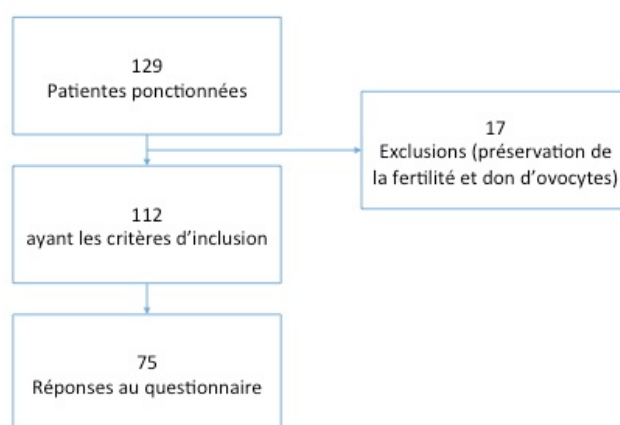 129
Patientes ponctionnées
17
Exclusions (préservation de
la fertilité et don d'ovocytes)
112
ayant les critères d'inclusion
75
Réponses au questionnaire